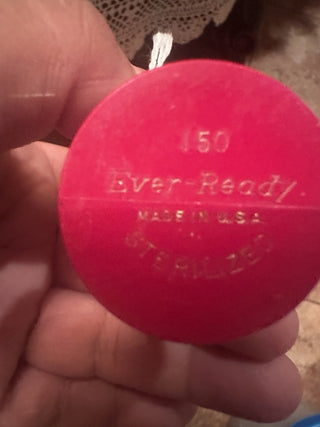 150
Ever-Ready
MADE IN U.S.A.
STERILIZED